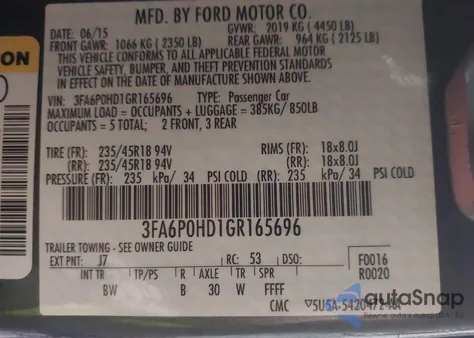 MFD. BY FORD MOTOR CO.
DATE: 06/15 GVWR: 2019 KG (4450 LB)
FRONT GAWR: 1066 KG (2350 LB) REAR GAWR: 964 KG (2125 LB)
THIS VEHICLE CONFORMS TO ALL APPLICABLE FEDERAL MOTOR
VEHICLE SAFETY, BUMPER, AND THEFT PREVENTION STANDARDS
IN EFFECT ON THE DATE OF MANUFACTURE SHOWN ABOVE.
ON
VIN: 3FA6P0HD1GR165696 TYPE: Passenger Car
MAXIMUM LOAD = OCCUPANTS + LUGGAGE = 385KG/ 850LB
OCCUPANTS = 5 TOTAL; 2 FRONT, 3 REAR
TIRE (FR): 235/45R18 94V RIMS (FR): 18x8.0J
(RR): 235/45R18 94V (RR): 18x8.0J
PRESSURE (FR): 235 kPa/ 34 PSI COLD (RR): 235 kPa/ 34 PSI COLD
3FA6P0HD1GR165696
TRAILER TOWING - SEE OWNER GUIDE
EXT PNT: J7 RC: 53 DSO: F0016
INT TR TP/PS R AXLE TR SPR R0020
BW B 30 W FFFF
CMC
autoSnap